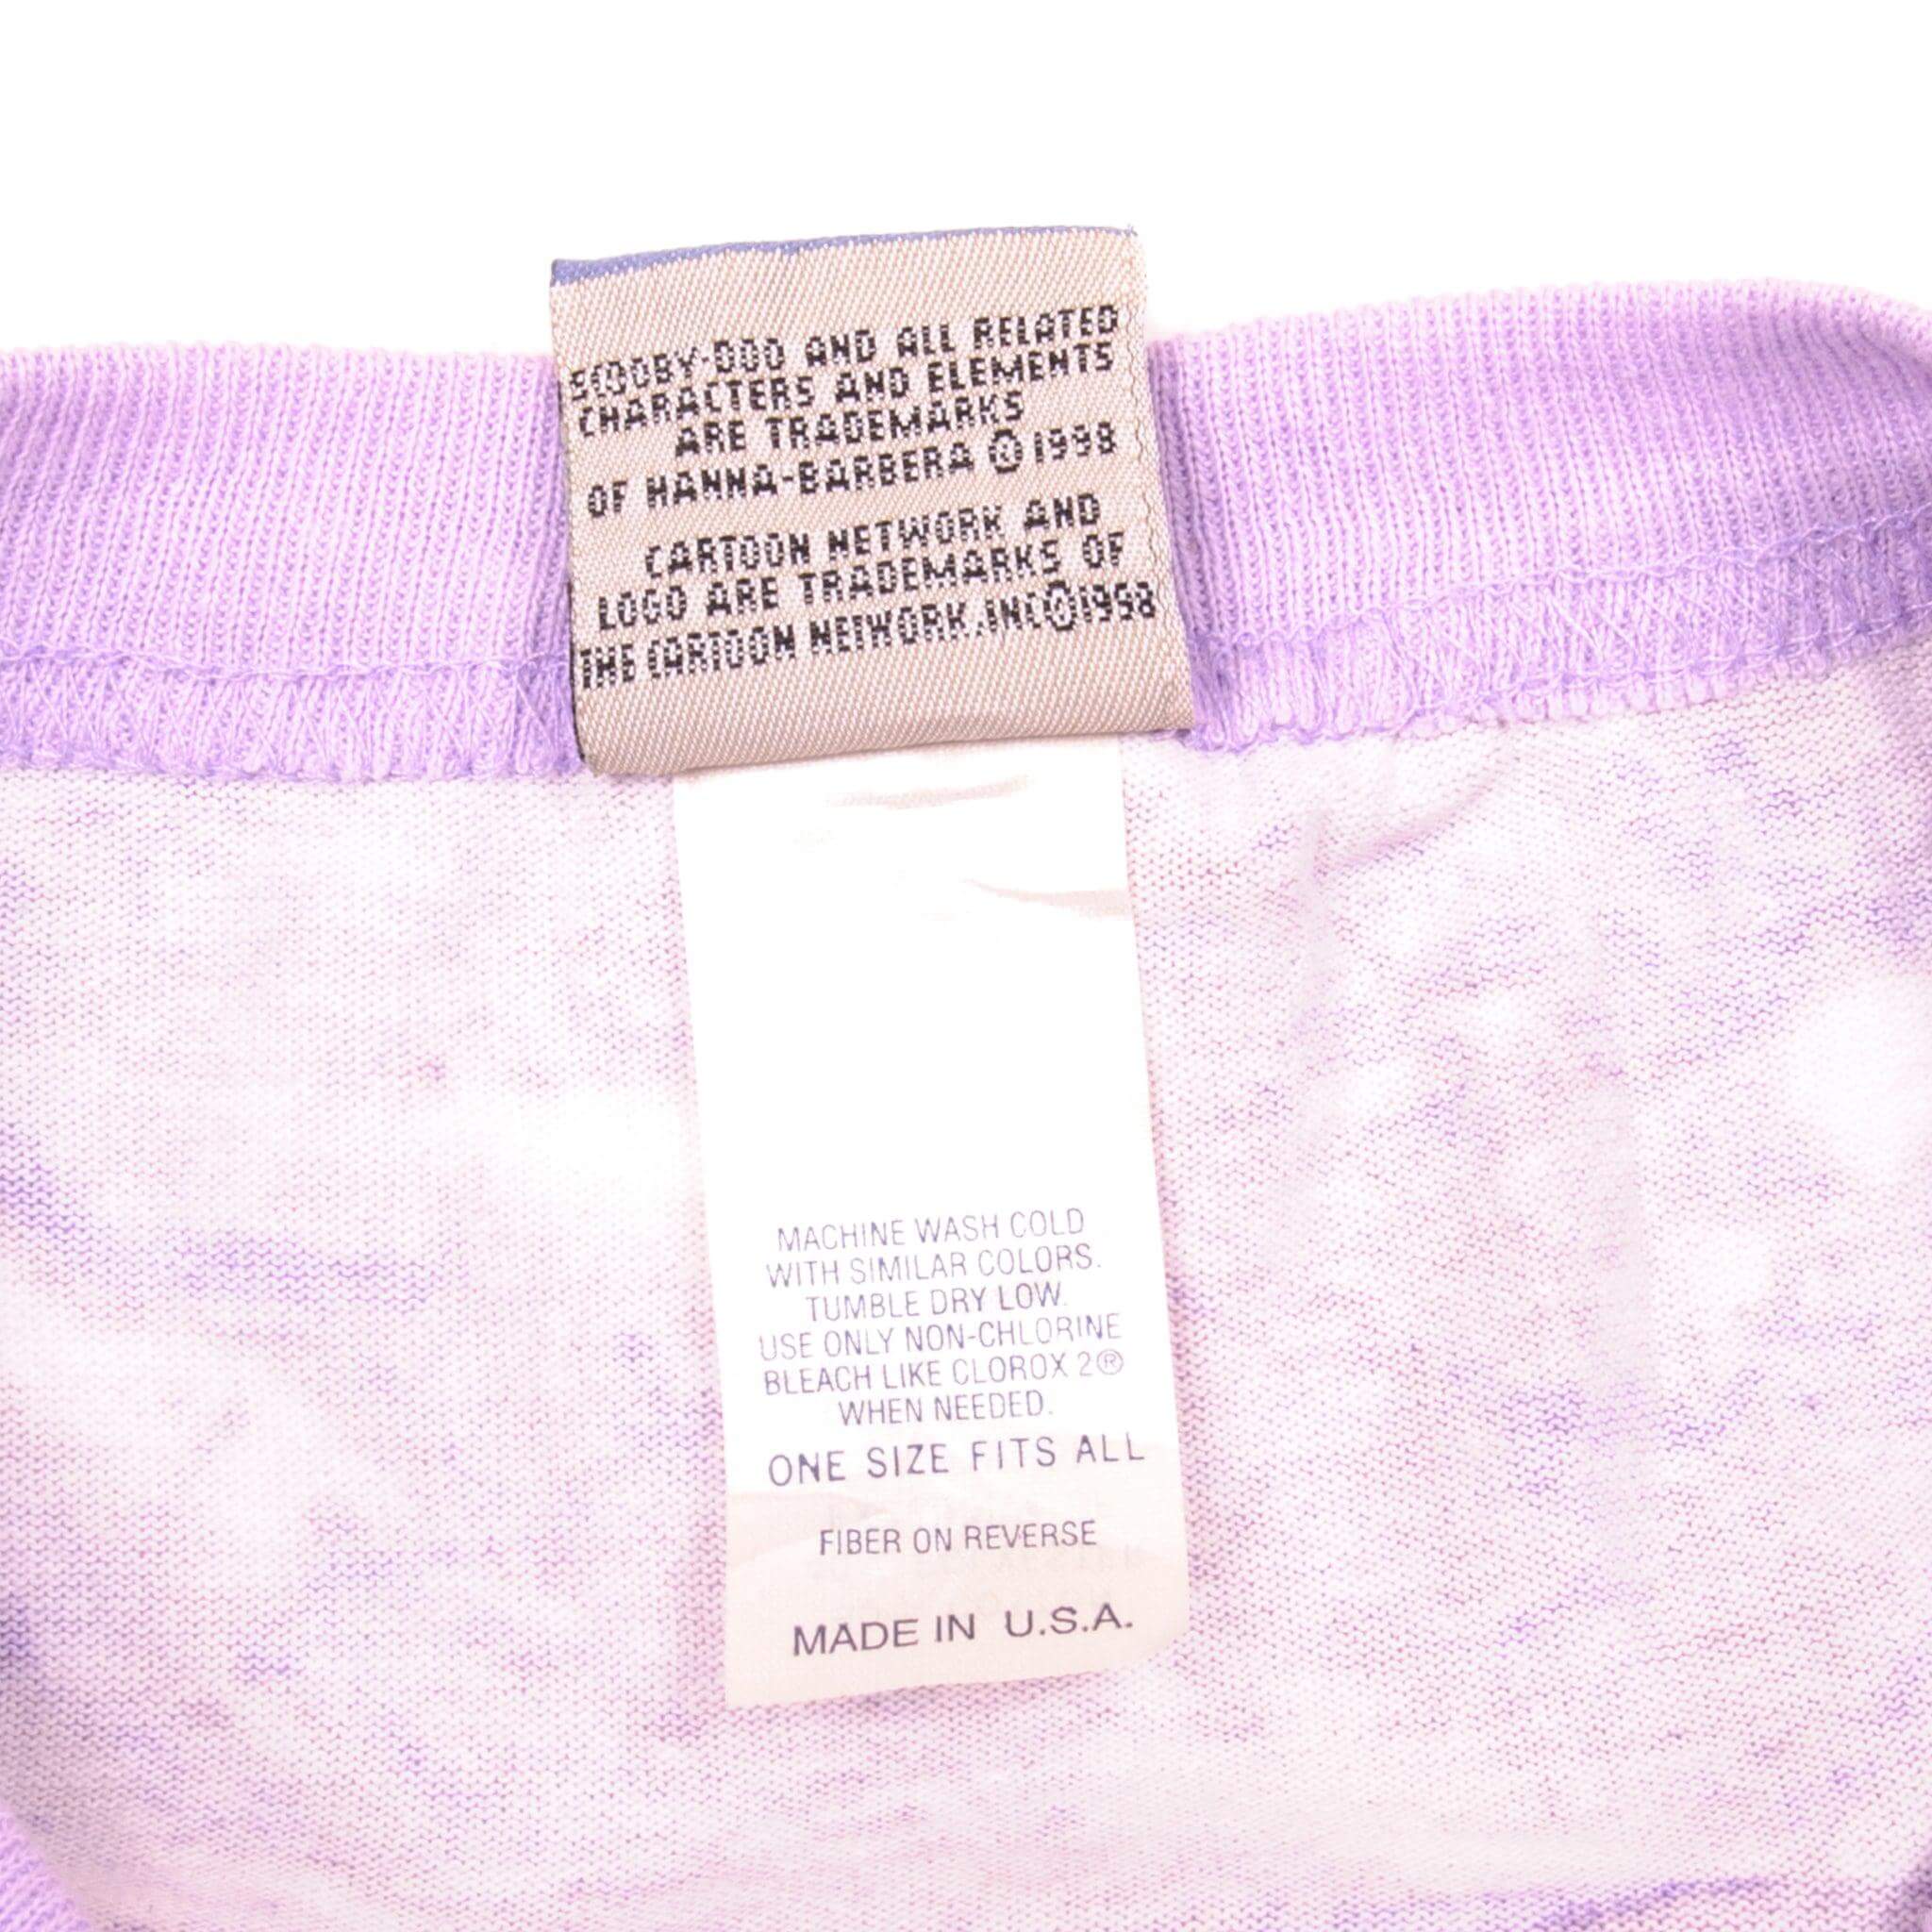 SCOOBY-DOO AND ALL RELATED
CHARACTERS AND ELEMENTS
ARE TRADEMARKS
OF HANNA-BARBERA ©1998
CARTOON NETWORK AND
LOGO ARE TRADEMARKS OF
THE CARTOON NETWORK,INC©1998
MACHINE WASH COLD
WITH SIMILAR COLORS.
TUMBLE DRY LOW.
USE ONLY NON-CHLORINE
BLEACH LIKE CLOROX 2®
WHEN NEEDED.
ONE SIZE FITS ALL
FIBER ON REVERSE
MADE IN U.S.A.